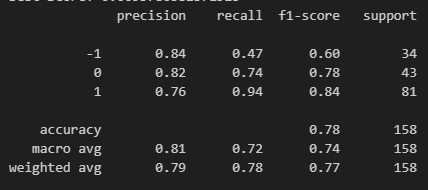 precision recall f1-score support
-1 0.84 0.47 0.60 34
0 0.82 0.74 0.78 43
1 0.76 0.94 0.84 81
accuracy 0.78 158
macro avg 0.81 0.72 0.74 158
weighted avg 0.79 0.78 0.77 158